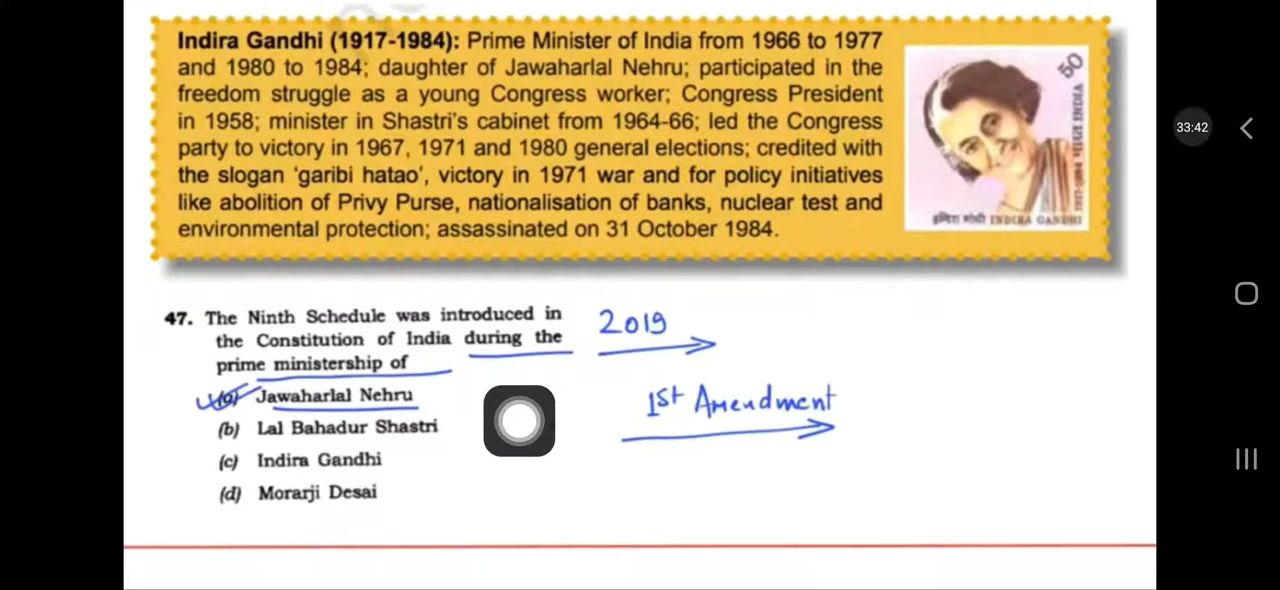 Indira Gandhi (1917-1984): Prime Minister of India from 1966 to 1977
and 1980 to 1984; daughter of Jawaharlal Nehru; participated in the
freedom struggle as a young Congress worker; Congress President
in 1958; minister in Shastri's cabinet from 1964-66; led the Congress
party to victory in 1967, 1971 and 1980 general elections; credited with
the slogan 'garibi hatao', victory in 1971 war and for policy initiatives
like abolition of Privy Purse, nationalisation of banks, nuclear test and
environmental protection; assassinated on 31 October 1984.
50
भारत INDIA
1917-1984
इन्दिरा गांधी INDIRA GANDHI
33:42
47. The Ninth Schedule was introduced in
the Constitution of India during the
prime ministership of
(a) Jawaharlal Nehru
(b) Lal Bahadur Shastri
(c) Indira Gandhi
(d) Morarji Desai
2019
1st Amendment